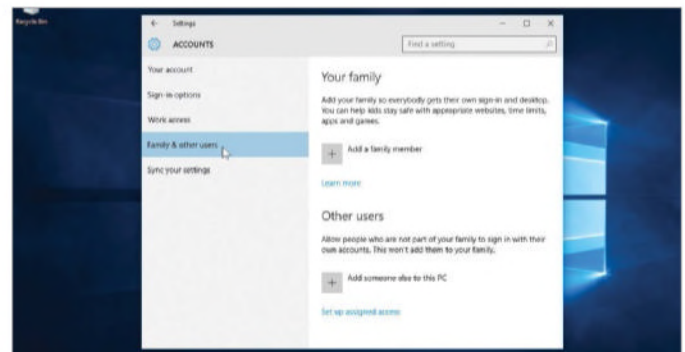 Recycle Bin
Settings
ACCOUNTS
Find a setting
Your account
Sign-in options
Work access
Family & other users
Sync your settings
Your family
Add your family so everybody gets their own sign-in and desktop.
You can help kids stay safe with appropriate websites, time limits,
apps and games.
Add a family member
Learn more
Other users
Allow people who are not part of your family to sign in with their
own accounts. This won't add them to your family.
Add someone else to this PC
Set up assigned access